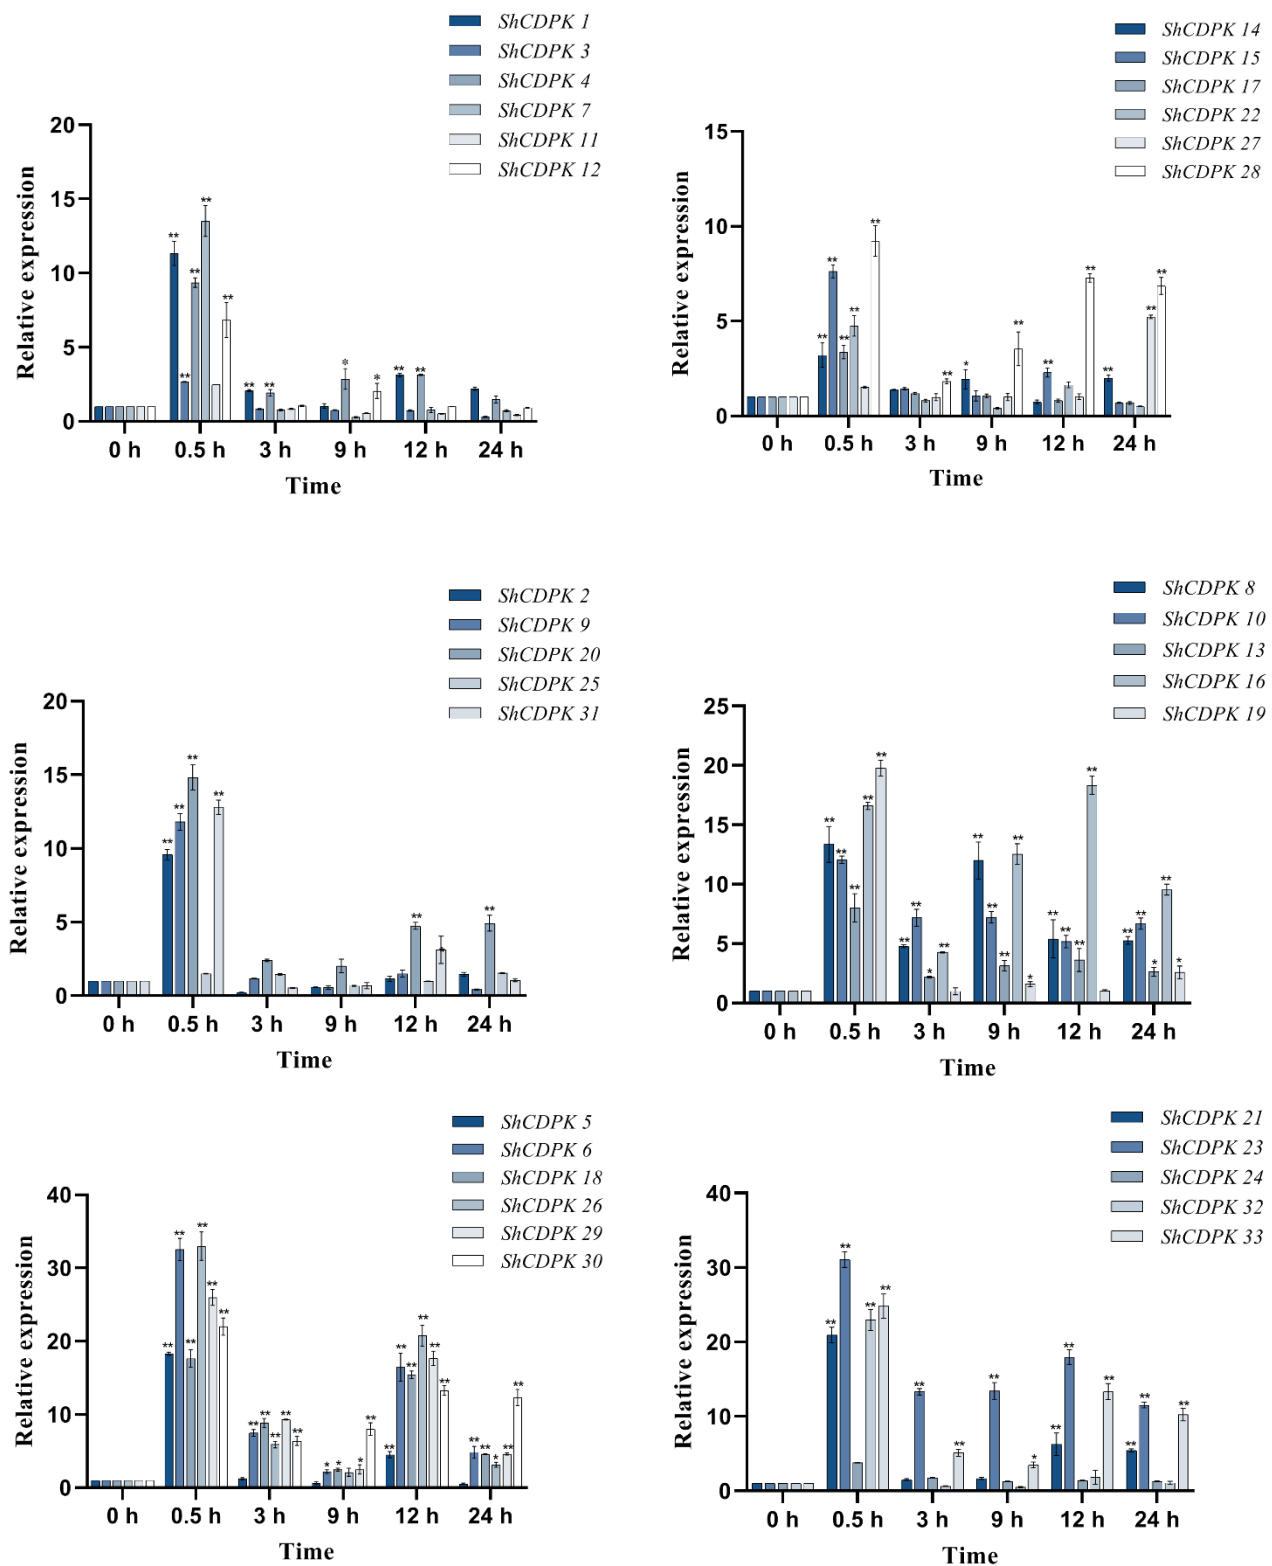 ShCDPK 1
ShCDPK 3
ShCDPK 4
ShCDPK 7
ShCDPK 11
ShCDPK 12
20
15
10
5
0
Relative expression
** ** ** ** **
** **
* *
** **
0 h 0.5 h 3 h 9 h 12 h 24 h
Time
ShCDPK 14
ShCDPK 15
ShCDPK 17
ShCDPK 22
ShCDPK 27
ShCDPK 28
15
10
5
0
Relative expression
** ** ** ** **
**
* **
** **
** ** **
0 h 0.5 h 3 h 9 h 12 h 24 h
Time
ShCDPK 2
ShCDPK 9
ShCDPK 20
ShCDPK 25
ShCDPK 31
20
15
10
5
0
Relative expression
** ** ** **
** *
**
0 h 0.5 h 3 h 9 h 12 h 24 h
Time
ShCDPK 8
ShCDPK 10
ShCDPK 13
ShCDPK 16
ShCDPK 19
25
20
15
10
5
0
Relative expression
** ** ** ** **
** ** * **
** ** ** ** *
** ** ** **
** ** * ** *
0 h 0.5 h 3 h 9 h 12 h 24 h
Time
ShCDPK 5
ShCDPK 6
ShCDPK 18
ShCDPK 26
ShCDPK 29
ShCDPK 30
40
30
20
10
0
Relative expression
** ** ** ** ** **
** ** ** ** **
* * * **
** ** ** ** ** **
** ** * ** **
0 h 0.5 h 3 h 9 h 12 h 24 h
Time
ShCDPK 21
ShCDPK 23
ShCDPK 24
ShCDPK 32
ShCDPK 33
40
30
20
10
0
Relative expression
** ** ** **
** **
** *
** ** **
** ** **
0 h 0.5 h 3 h 9 h 12 h 24 h
Time